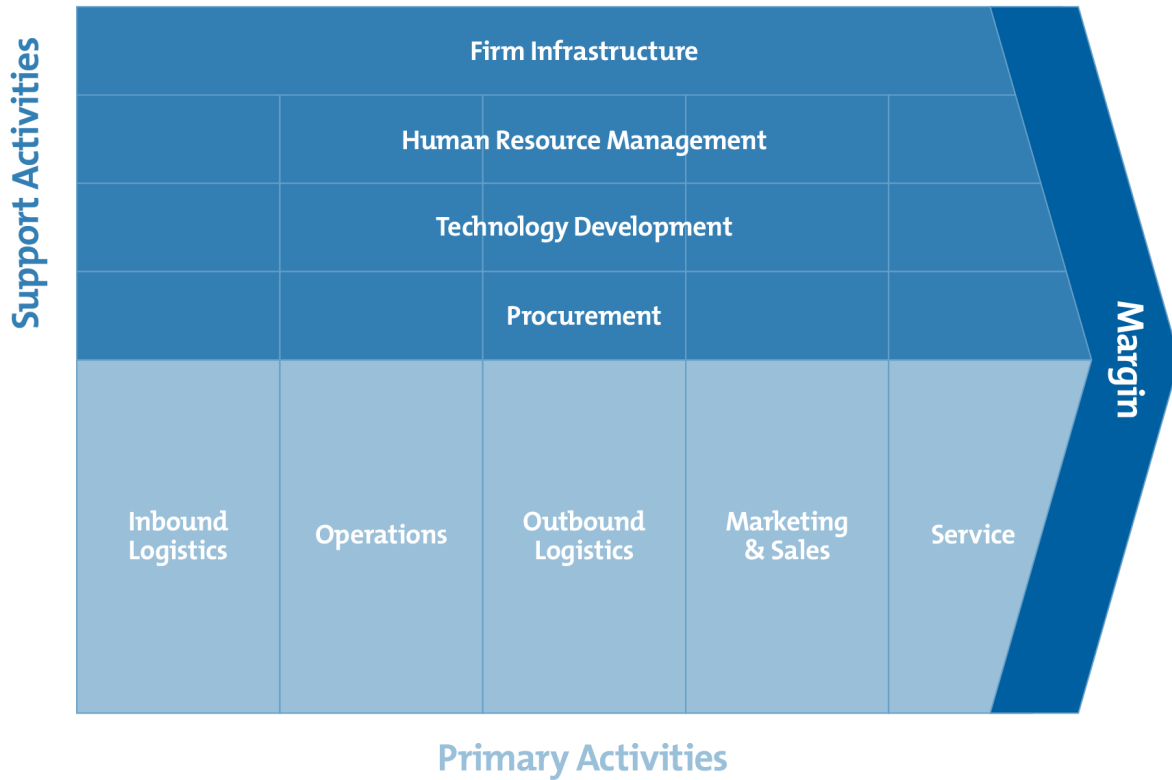 Support Activities
Firm Infrastructure
Human Resource Management
Technology Development
Procurement
Margin
Inbound
Logistics
Operations
Outbound
Logistics
Marketing
& Sales
Service
Primary Activities